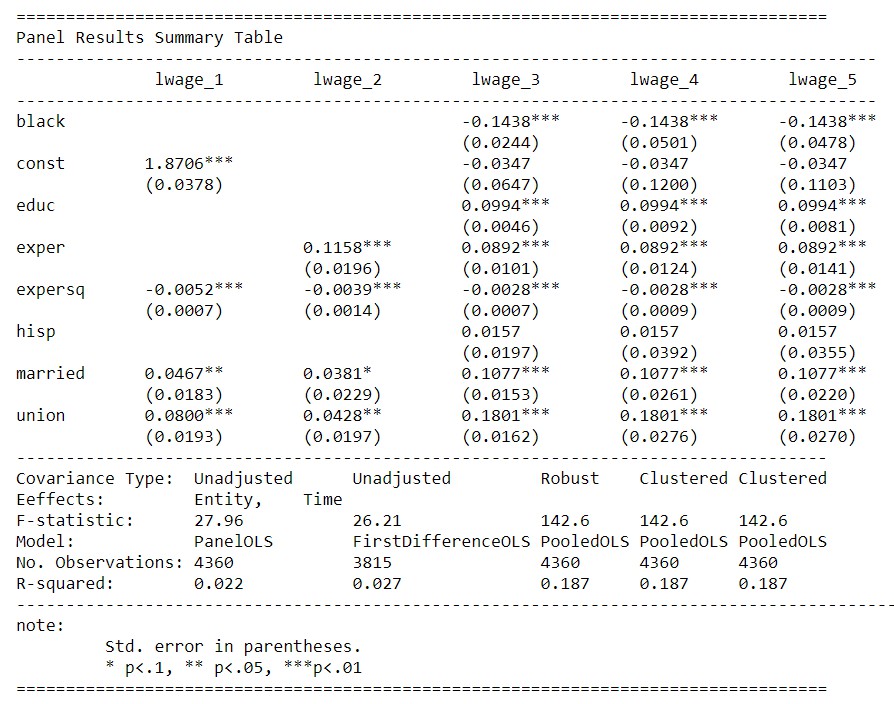 ================================================================================
Panel Results Summary Table
-------------------------------------------------------------------------------------
lwage_1 lwage_2 lwage_3 lwage_4 lwage_5
-------------------------------------------------------------------------------------
black -0.1438*** -0.1438*** -0.1438***
(0.0244) (0.0501) (0.0478)
const 1.8706*** -0.0347 -0.0347 -0.0347
(0.0378) (0.0647) (0.1200) (0.1103)
educ 0.0994*** 0.0994*** 0.0994***
(0.0046) (0.0092) (0.0081)
exper 0.1158*** 0.0892*** 0.0892*** 0.0892***
(0.0196) (0.0101) (0.0124) (0.0141)
expersq -0.0052*** -0.0039*** -0.0028*** -0.0028*** -0.0028***
(0.0007) (0.0014) (0.0007) (0.0009) (0.0009)
hisp 0.0157 0.0157 0.0157
(0.0197) (0.0392) (0.0355)
married 0.0467** 0.0381* 0.1077*** 0.1077*** 0.1077***
(0.0183) (0.0229) (0.0153) (0.0261) (0.0220)
union 0.0800*** 0.0428** 0.1801*** 0.1801*** 0.1801***
(0.0193) (0.0197) (0.0162) (0.0276) (0.0270)
--------------------------------------------------------------------------------
Covariance Type: Unadjusted Unadjusted Robust Clustered Clustered
Eeffects: Entity, Time
F-statistic: 27.96 26.21 142.6 142.6 142.6
Model: PanelOLS FirstDifferenceOLS PooledOLS PooledOLS PooledOLS
No. Observations: 4360 3815 4360 4360 4360
R-squared: 0.022 0.027 0.187 0.187 0.187
---------------------------------------------------------------------------------------
note:
Std. error in parentheses.
* p<.1, ** p<.05, ***p<.01
================================================================================